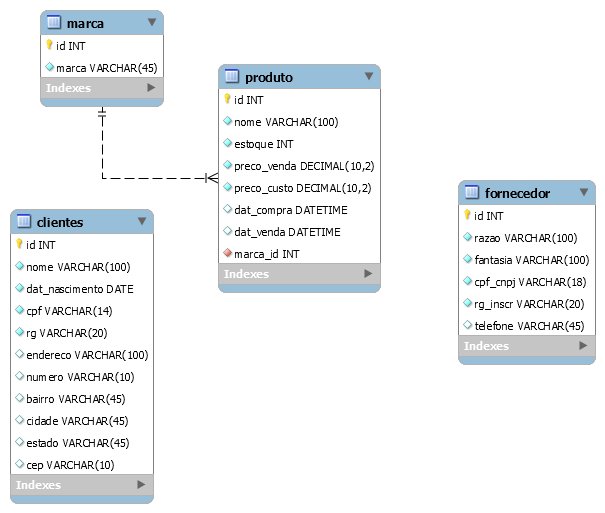 marca
id INT
marca VARCHAR(45)
Indexes
produto
id INT
nome VARCHAR(100)
estoque INT
preco_venda DECIMAL(10,2)
preco_custo DECIMAL(10,2)
dat_compra DATETIME
dat_venda DATETIME
marca_id INT
Indexes
fornecedor
id INT
razao VARCHAR(100)
fantasia VARCHAR(100)
cpf_cnpj VARCHAR(18)
rg_inscr VARCHAR(20)
telefone VARCHAR(45)
Indexes
clientes
id INT
nome VARCHAR(100)
dat_nascimento DATE
cpf VARCHAR(14)
rg VARCHAR(20)
endereco VARCHAR(100)
numero VARCHAR(10)
bairro VARCHAR(45)
cidade VARCHAR(45)
estado VARCHAR(45)
cep VARCHAR(10)
Indexes